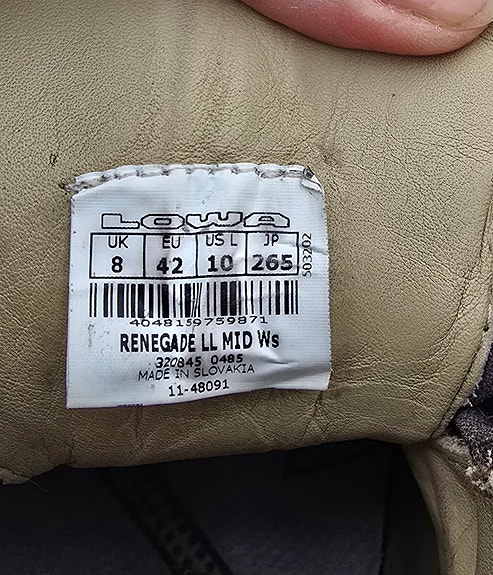 LOWA
UK EU US L JP
8 42 10 265
503202
4048159759871
RENEGADE LL MID Ws
320845 0485
MADE IN SLOVAKIA
11-48091